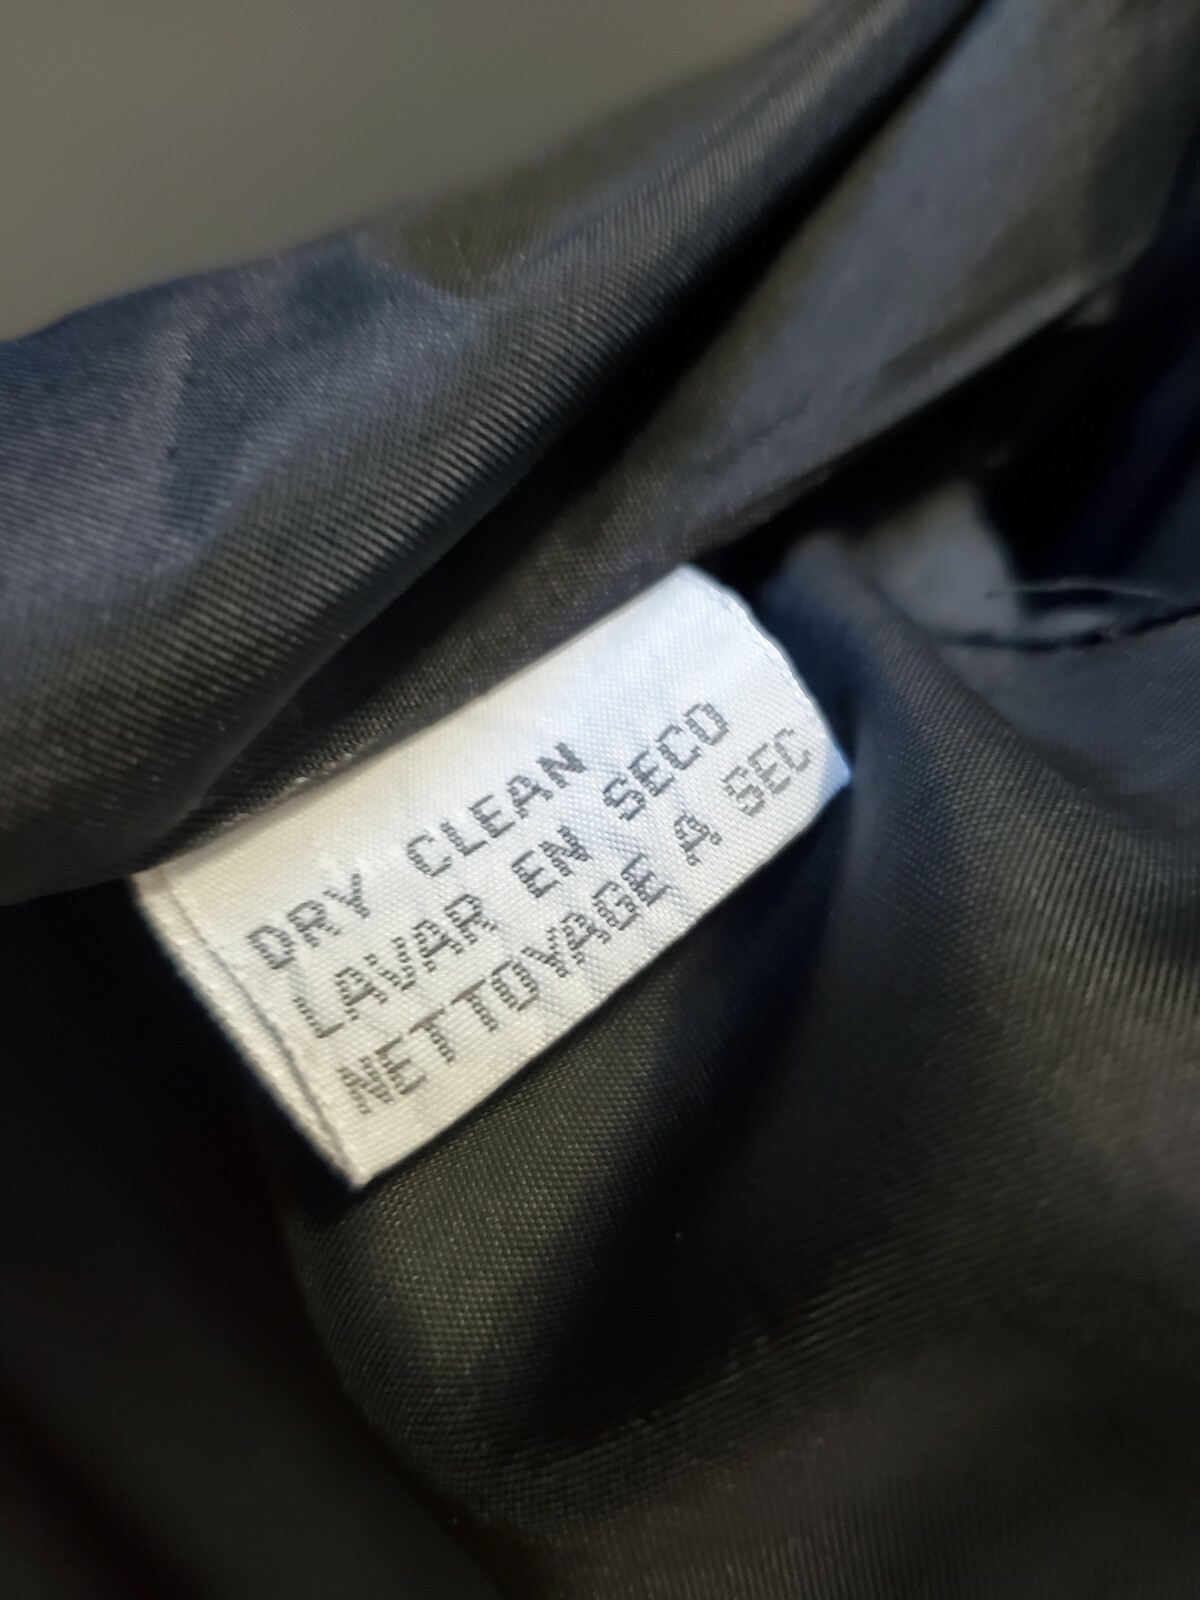 DRY CLEAN
LAVAR EN SECO
NETTOYAGE A SEC